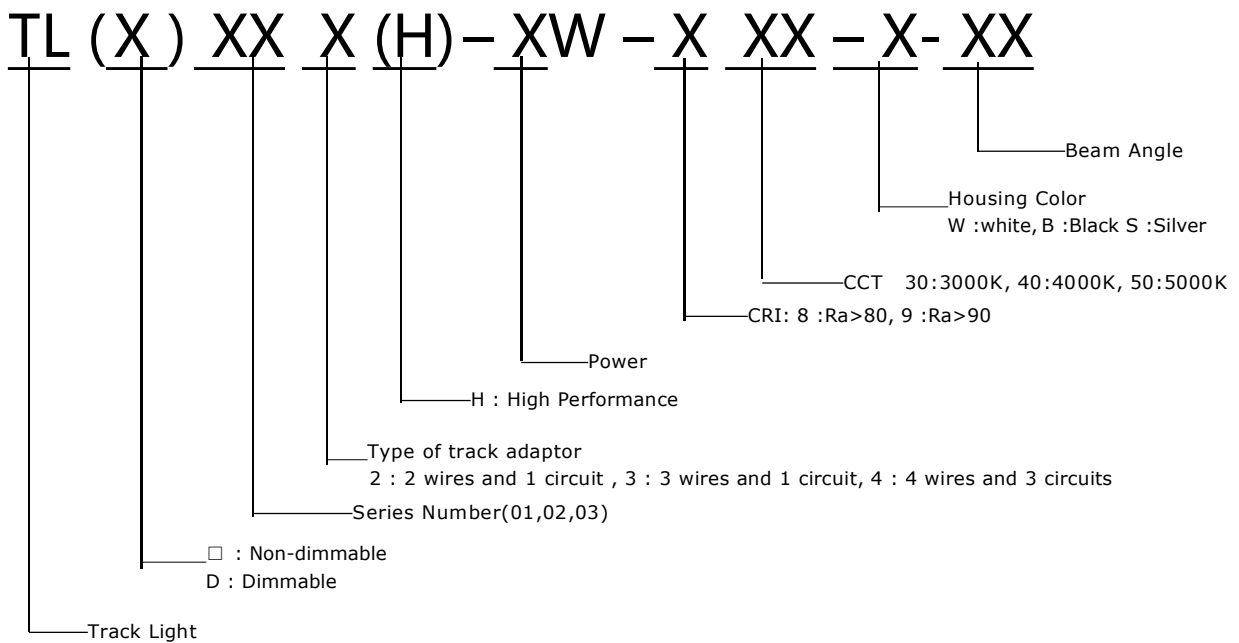 TL (X) XX X (H) – XW – X XX – X- XX
Beam Angle
Housing Color
W :white, B :Black S :Silver
CCT 30:3000K, 40:4000K, 50:5000K
CRI: 8 :Ra>80, 9 :Ra>90
Power
H : High Performance
Type of track adaptor
2 : 2 wires and 1 circuit , 3 : 3 wires and 1 circuit, 4 : 4 wires and 3 circuits
Series Number(01,02,03)
□ : Non-dimmable
D : Dimmable
Track Light